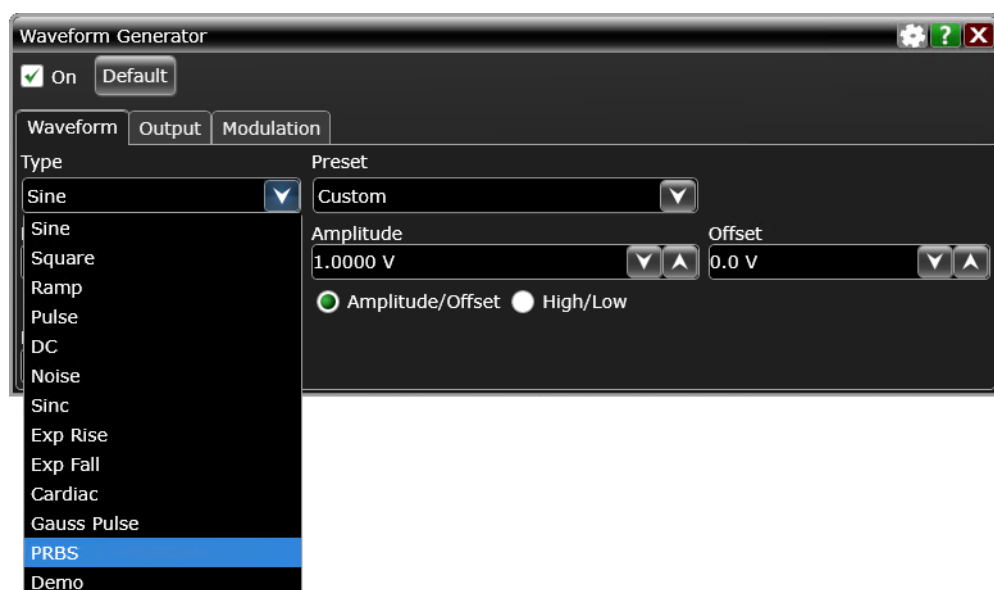 Waveform Generator ?  X
On Default
Waveform Output Modulation
Type Preset
Sine Custom
Sine Amplitude Offset
Square 1.0000 V 0.0 V
Ramp Amplitude/Offset High/Low
Pulse
DC
Noise
Sinc
Exp Rise
Exp Fall
Cardiac
Gauss Pulse
PRBS
Demo